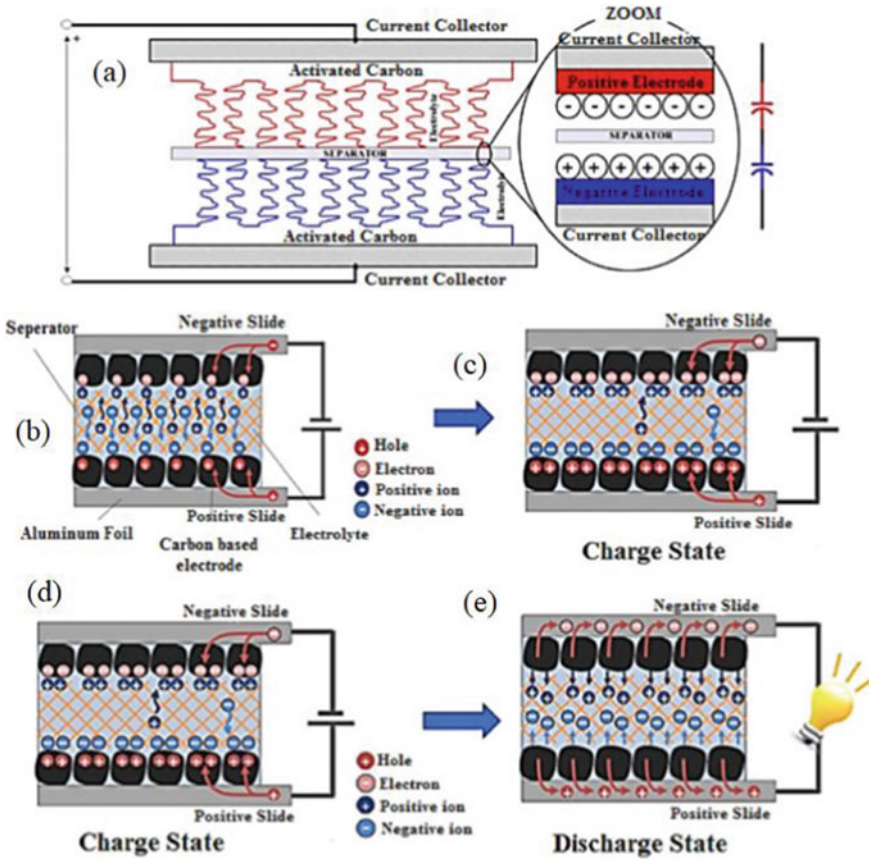 ZOOM
Current Collector
Current Collector
+
(a)
Activated Carbon
Positive Electrode
- - - - - -
Electrolyte
SEPARATOR
SEPARATOR
+ + + + + +
Electrolyte
Negative Electrode
Activated Carbon
Current Collector
Current Collector
Negative Slide
Negative Slide
Seperator
(c)
(b)
Hole
Electron
Positive ion
Negative ion
Positive Slide
Positive Slide
Aluminum Foil
Carbon based
electrode
Electrolyte
Charge State
(d)
(e)
Negative Slide
Negative Slide
Hole
Electron
Positive ion
Negative ion
Positive Slide
Positive Slide
Charge State
Discharge State